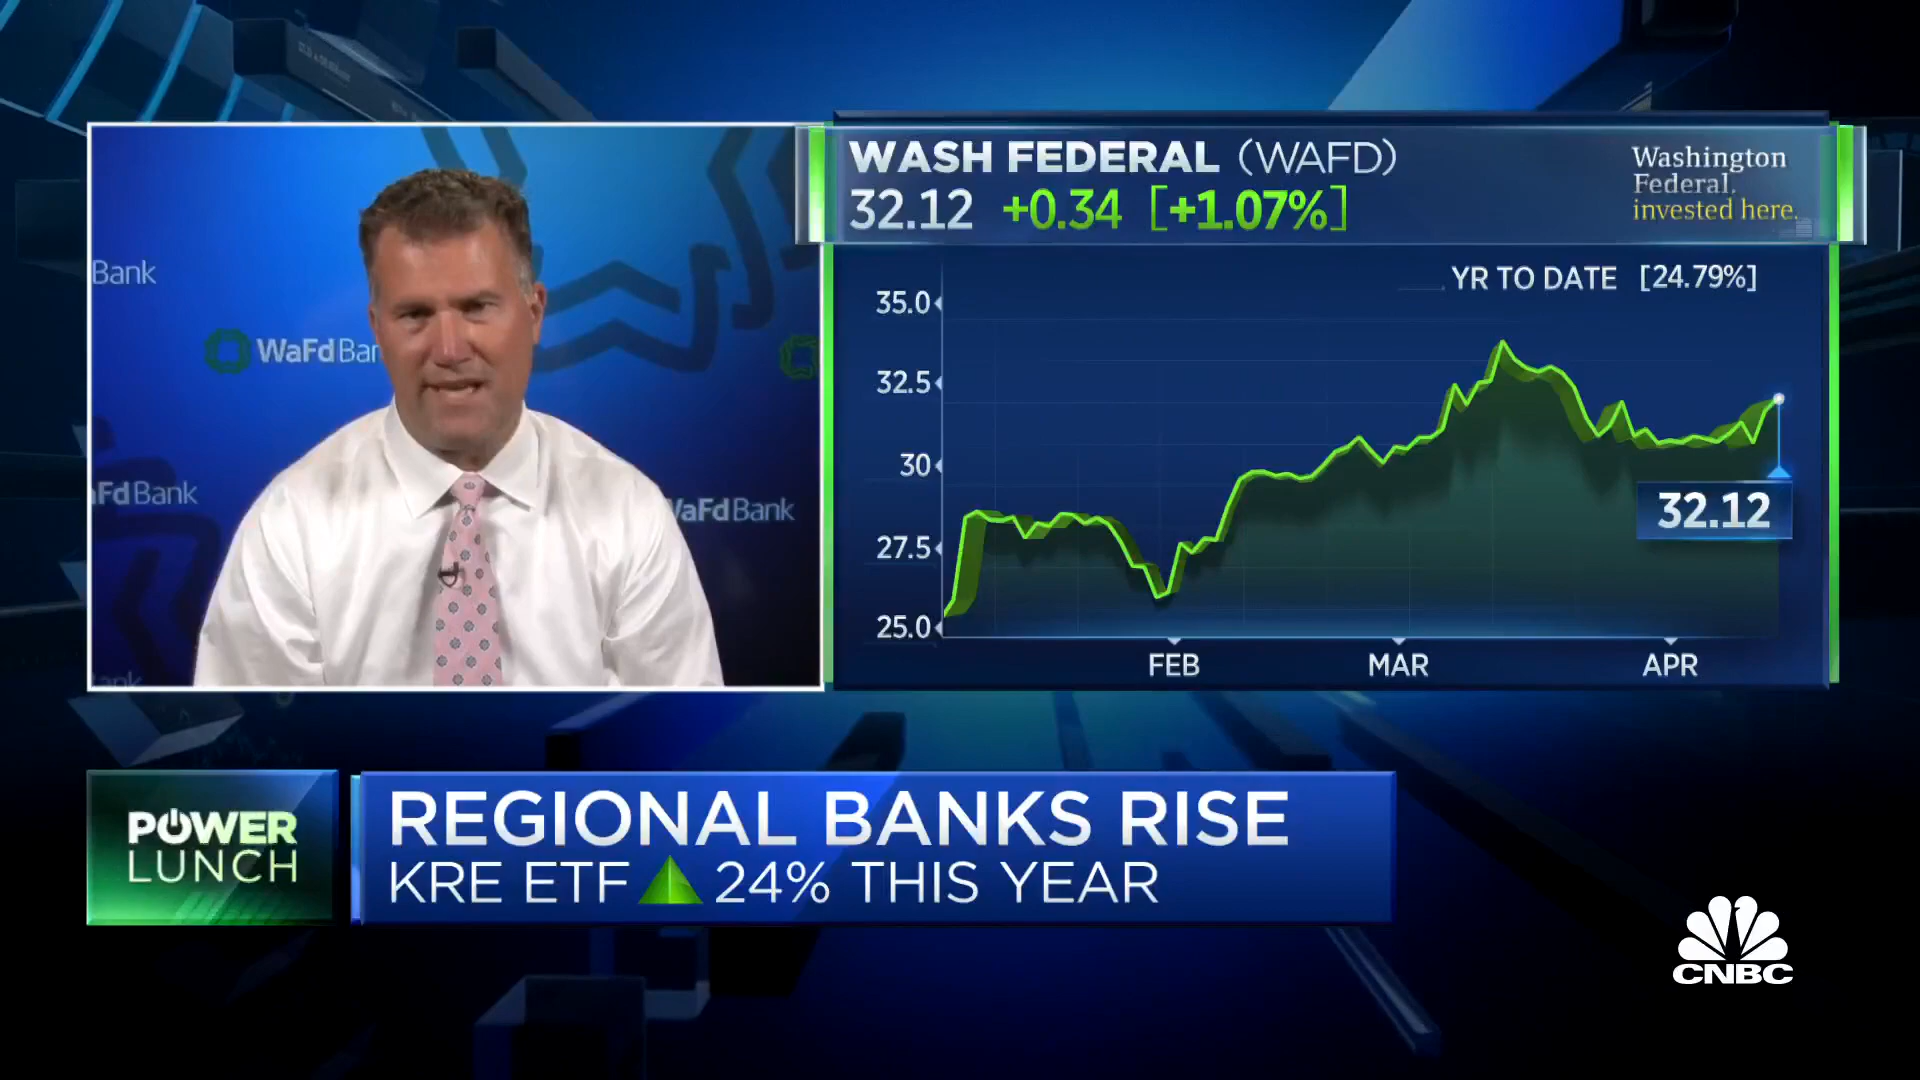 Bank
WaFd Bank
Fd Bank
WaFd Bank
WASH FEDERAL (WAFD)
32.12 +0.34 [+1.07%]
Washington
Federal.
invested here.
YR TO DATE [24.79%]
35.0
32.5
30
27.5
25.0
32.12
FEB MAR APR
POWER
LUNCH
REGIONAL BANKS RISE
KRE ETF ▲ 24% THIS YEAR
CNBC